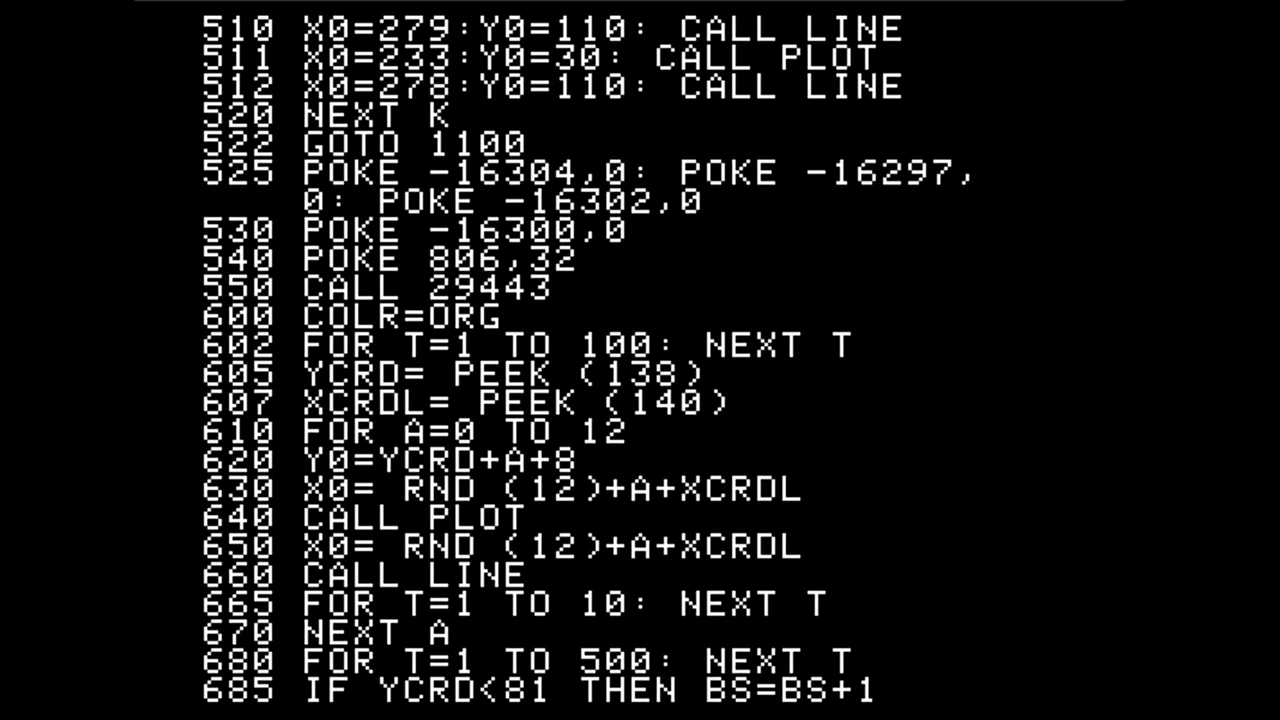 510 X0=279:Y0=110: CALL LINE
511 X0=233:Y0=30: CALL PLOT
512 X0=278:Y0=110: CALL LINE
520 NEXT K
522 GOTO 1100
525 POKE -16304,0: POKE -16297,
0: POKE -16302,0
530 POKE -16300,0
540 POKE 806,32
550 CALL 29443
600 COLR=ORG
602 FOR T=1 TO 100: NEXT T
605 YCRD= PEEK (138)
607 XCRDL= PEEK (140)
610 FOR A=0 TO 12
620 Y0=YCRD+A+8
630 X0= RND (12)+A+XCRDL
640 CALL PLOT
650 X0= RND (12)+A+XCRDL
660 CALL LINE
665 FOR T=1 TO 10: NEXT T
670 NEXT A
680 FOR T=1 TO 500: NEXT T
685 IF YCRD<81 THEN BS=BS+1